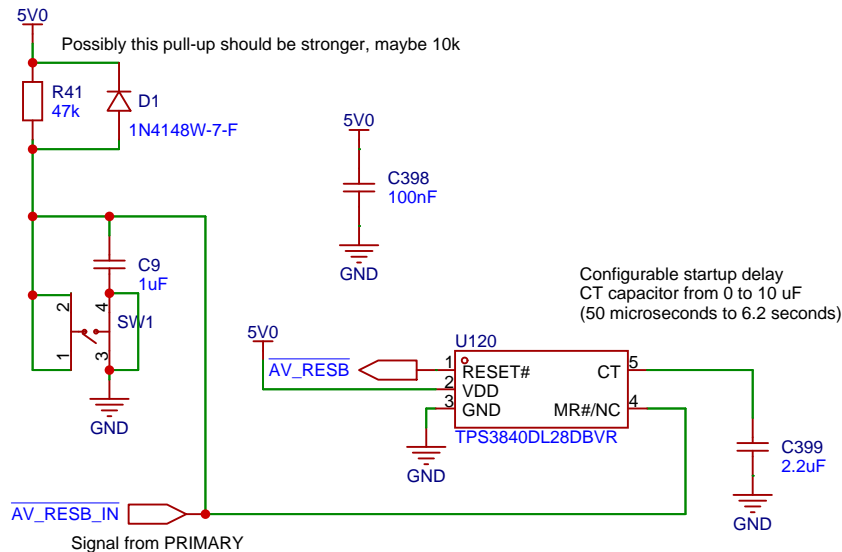 5V0
Possibly this pull-up should be stronger, maybe 10k
R41
47k
D1
1N4148W-7-F
5V0
C398
100nF
GND
C9
1uF
2
4
SW1
1
3
GND
Configurable startup delay
CT capacitor from 0 to 10 uF
(50 microseconds to 6.2 seconds)
5V0
U120
AV_RESB
1
RESET#
CT
5
2
VDD
3
GND
MR#/NC
4
TPS3840DL28DBVR
GND
C399
2.2uF
GND
AV_RESB_IN
Signal from PRIMARY